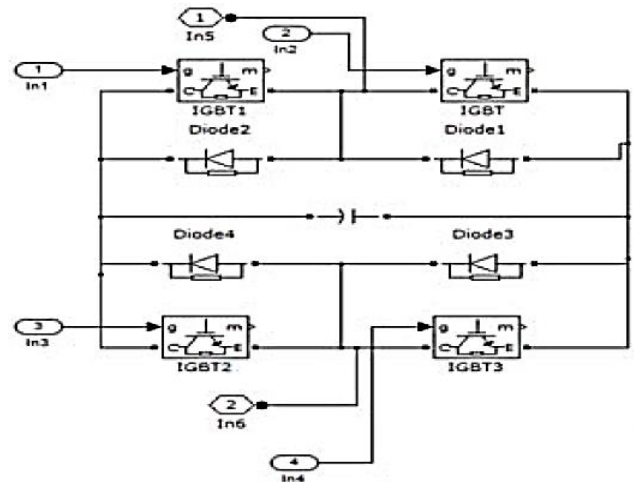 1
In5
2
In2
1
In1
g m
C E
IGBT1
g m
C E
IGBT
Diode2
Diode1
Diode4
Diode3
3
In3
g m
C E
IGBT2
g m
C E
IGBT3
2
In6
4
In4